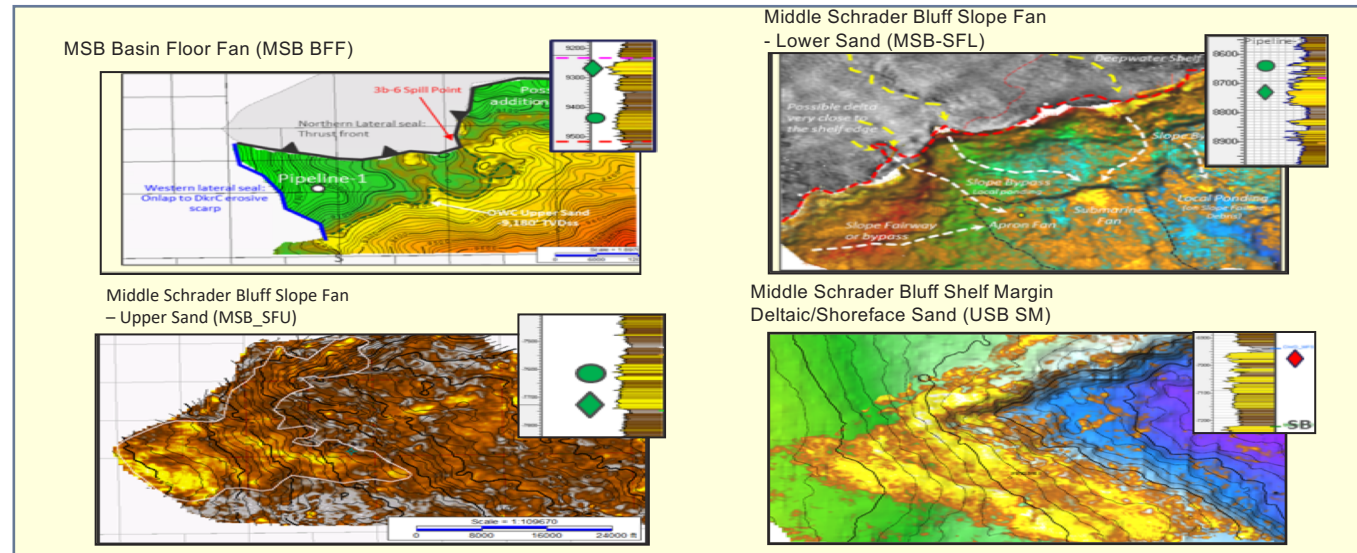 MSB Basin Floor Fan (MSB BFF)
9200
9300
9400
9500
3b-6 Spill Point
Northern Lateral seal:
Thrust front
Pipeline-1
Western lateral seal:
Onlap to DkrC erosive
scarp
OWC Upper Sand
9,180' TVDss
Middle Schrader Bluff Slope Fan
- Lower Sand (MSB-SFL)
8600
8700
8800
8900
Deepwater Shelf
Possible delta
very close to
the shelf edge
Slope Bypass
Submarine
Fan
Local Ponding
Slope Fairway
or bypass
Apron Fan
Middle Schrader Bluff Slope Fan
– Upper Sand (MSB_SFU)
Scale = 1:109670
0 8000 16000 24000 ft
Middle Schrader Bluff Shelf Margin
Deltaic/Shoreface Sand (USB SM)
SB